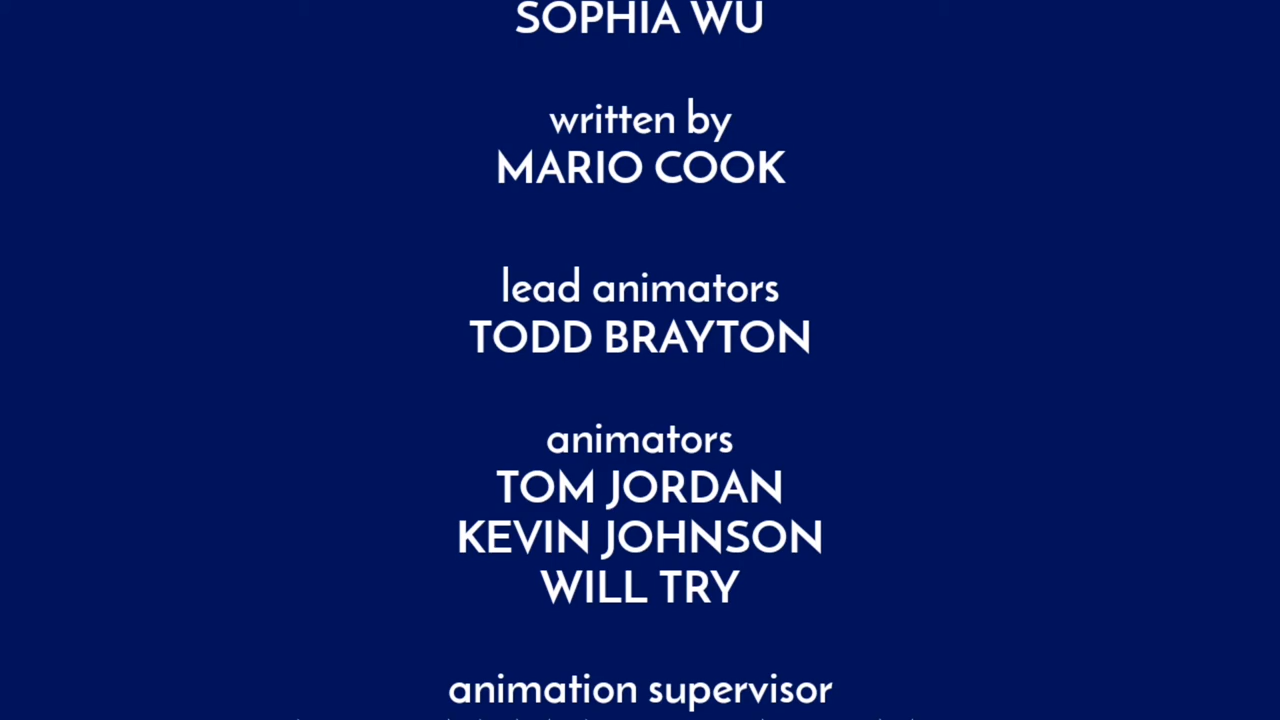 SOPHIA WU
written by
MARIO COOK
lead animators
TODD BRAYTON
animators
TOM JORDAN
KEVIN JOHNSON
WILL TRY
animation supervisor